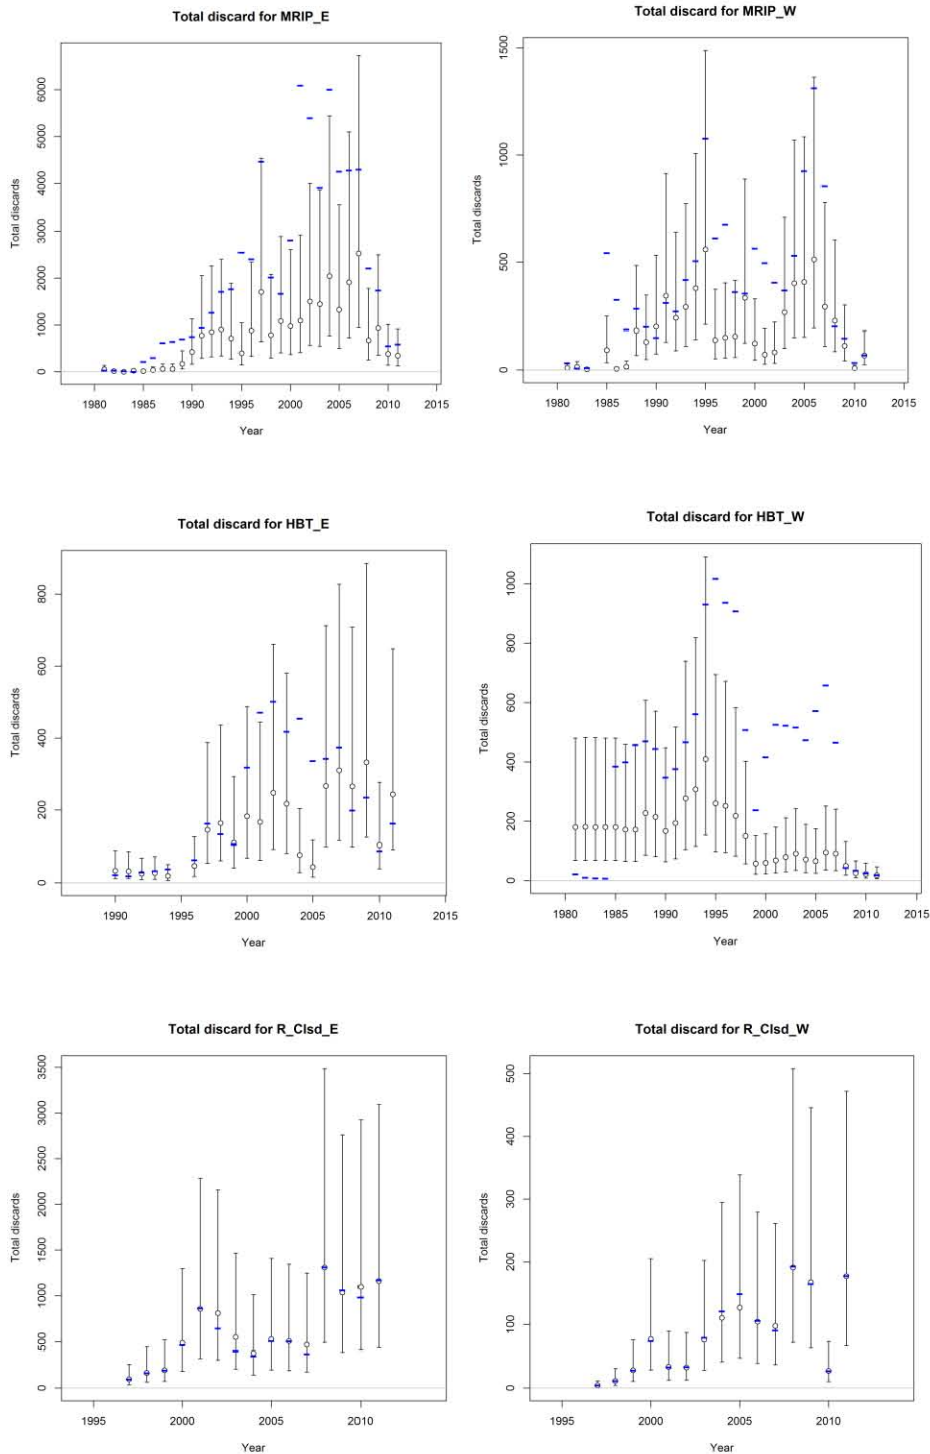 Total discard for MRIP_E
Total discards
6000
5000
4000
3000
2000
1000
0
1980 1985 1990 1995 2000 2005 2010 2015
Year
Total discard for MRIP_W
Total discards
1500
1000
500
0
1980 1985 1990 1995 2000 2005 2010 2015
Year
Total discard for HBT_E
Total discards
800
600
400
200
0
1990 1995 2000 2005 2010 2015
Year
Total discard for HBT_W
Total discards
1000
800
600
400
200
0
1980 1985 1990 1995 2000 2005 2010 2015
Year
Total discard for R_Clsd_E
Total discards
3500
3000
2500
2000
1500
1000
500
0
1995 2000 2005 2010
Year
Total discard for R_Clsd_W
Total discards
500
400
300
200
100
0
1995 2000 2005 2010
Year